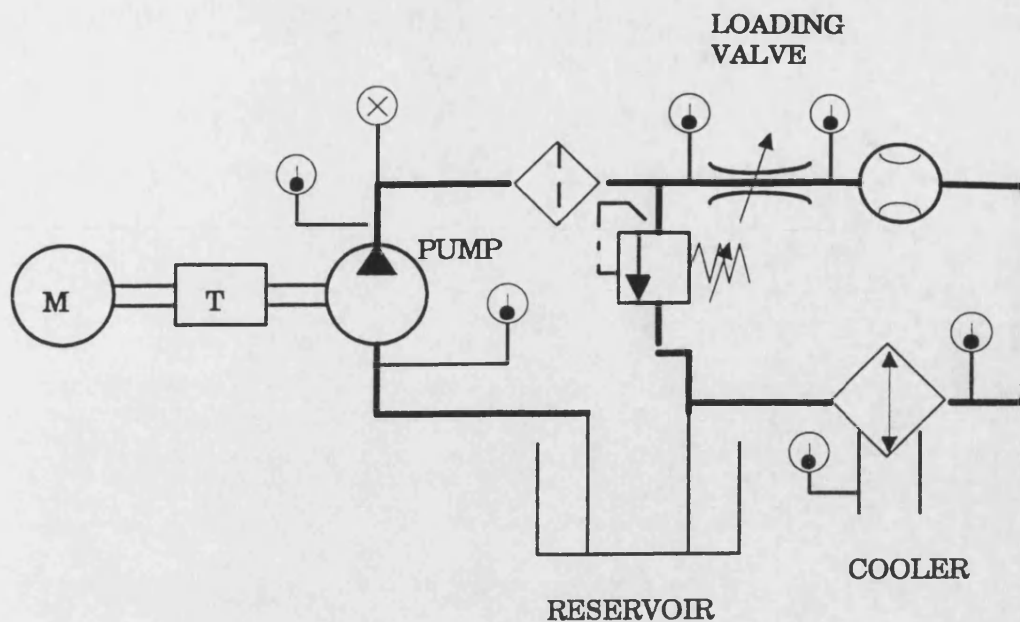 LOADING
VALVE
PUMP
M
T
COOLER
RESERVOIR